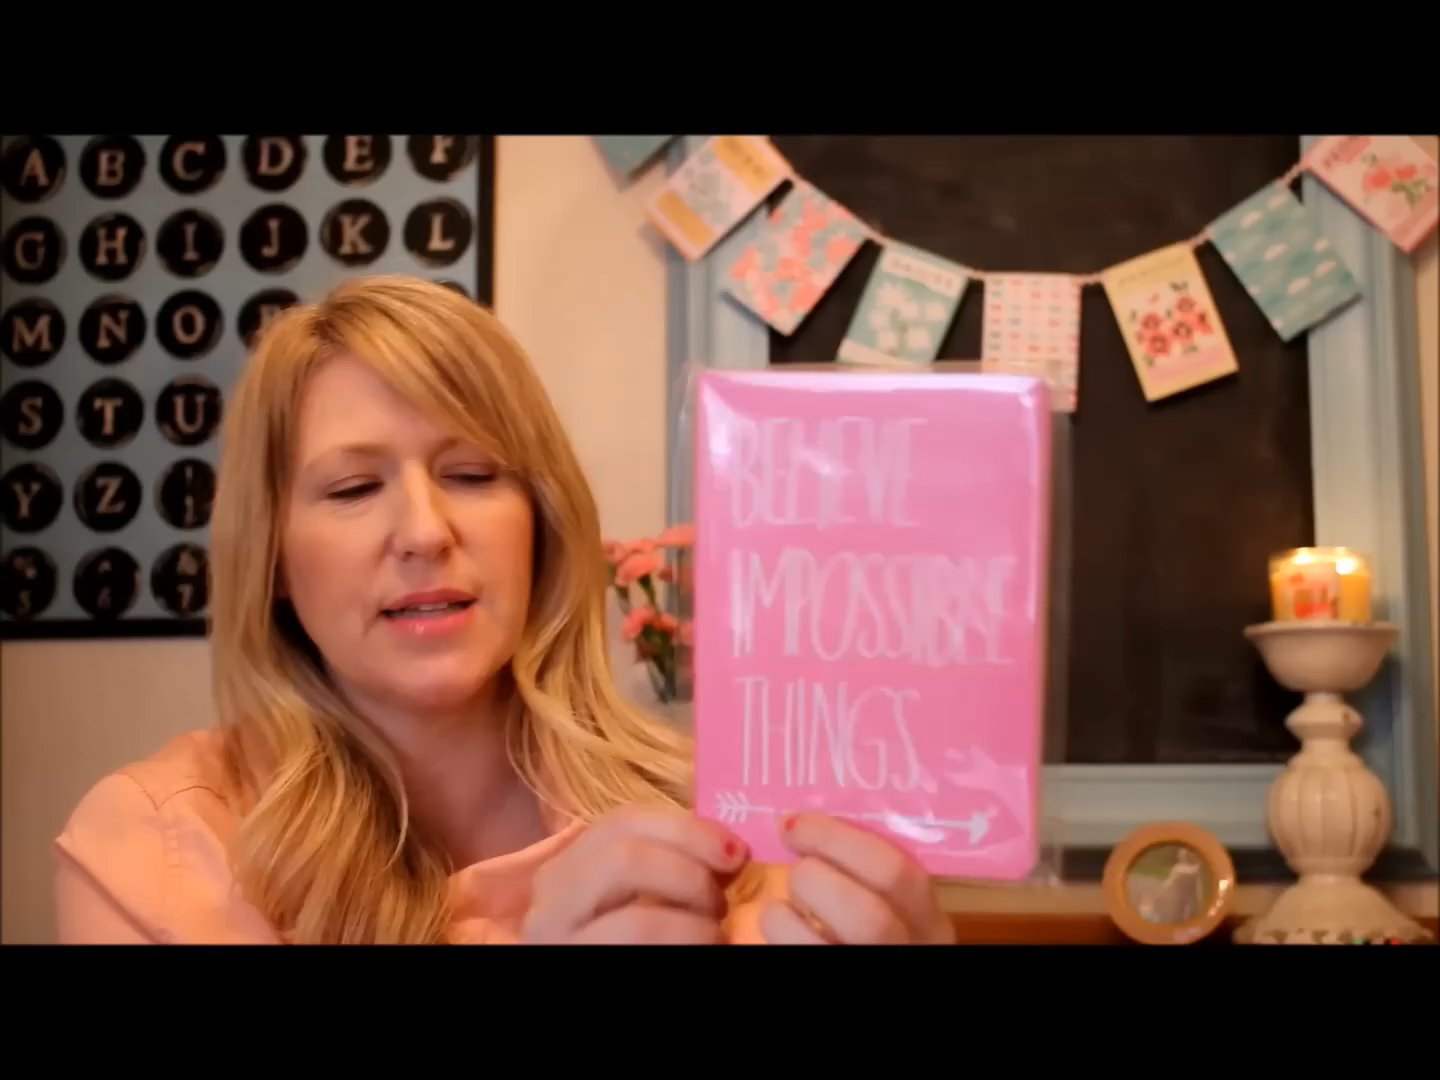 A B C D E F
G H I J K L
M N O
S T U
Y Z
BELIEVE
IMPOSSIBLE
THINGS.